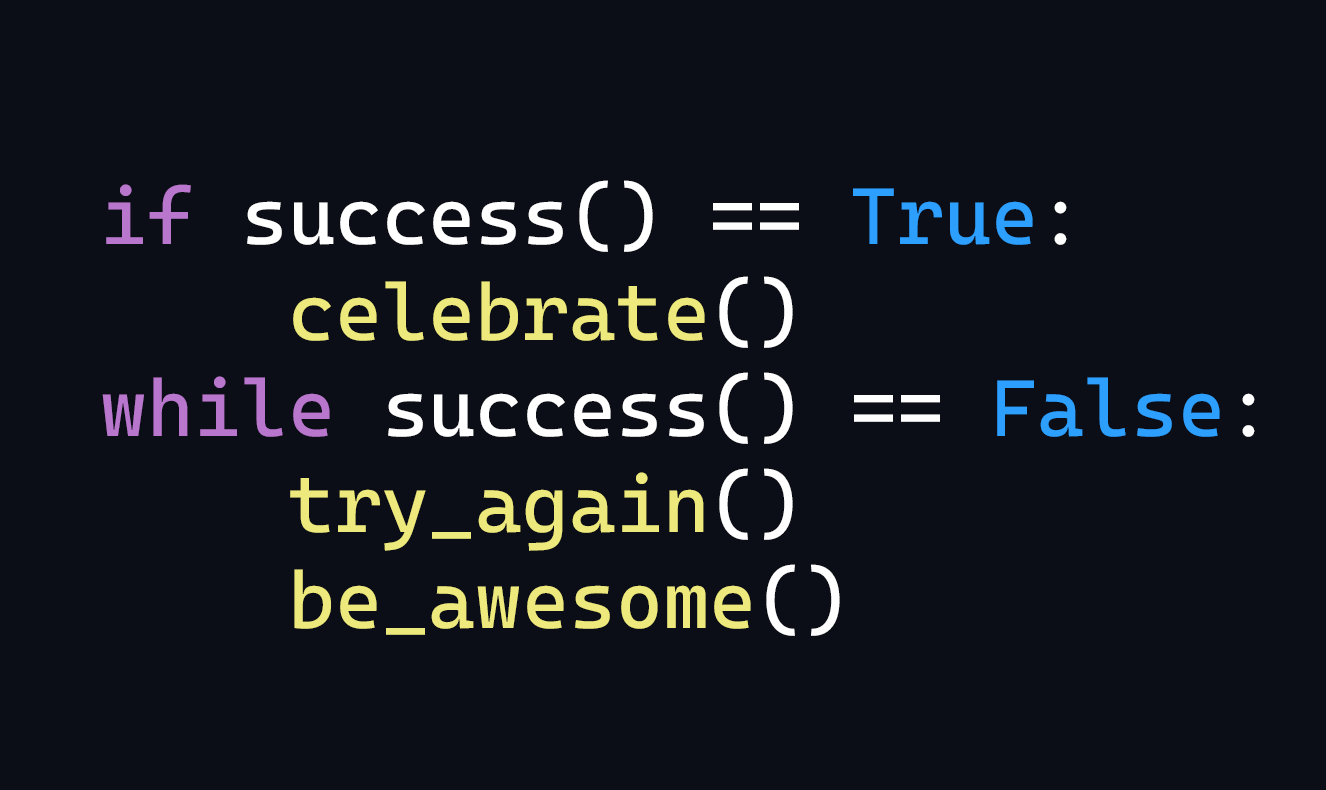 if success() == True:
    celebrate()
while success() == False:
    try_again()
    be_awesome()